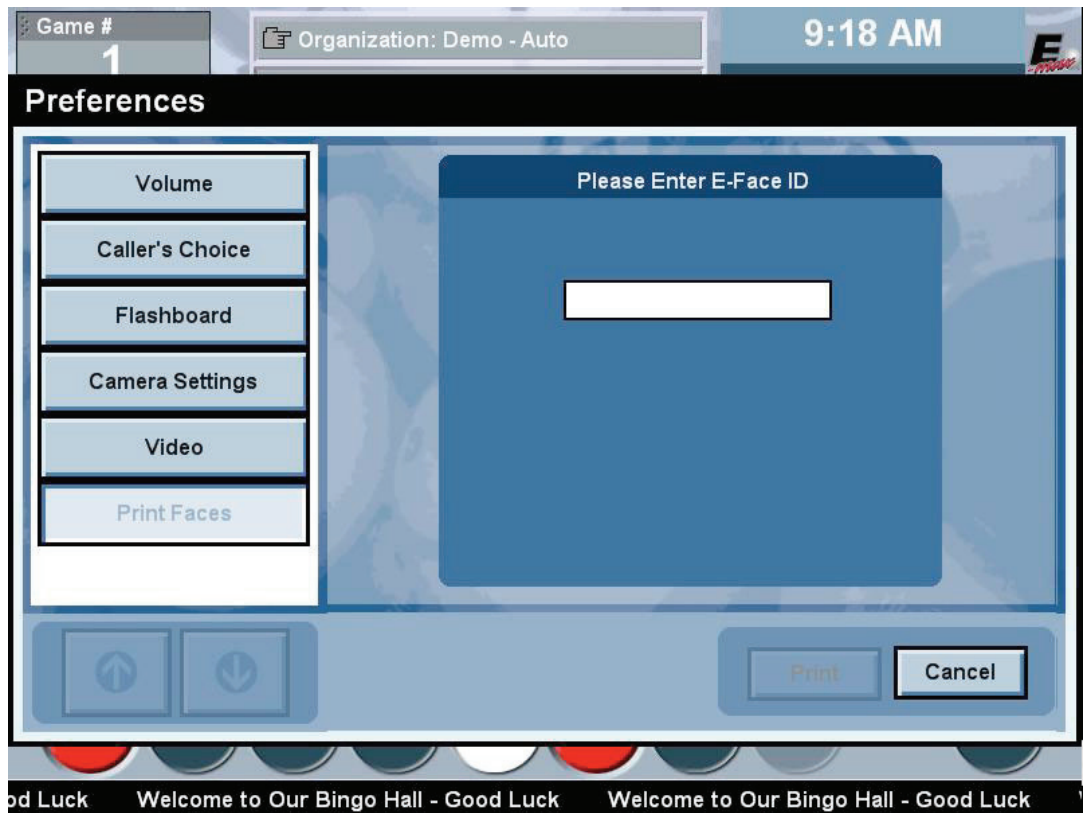 Game #
1
Organization: Demo - Auto
9:18 AM
E
-MAX
Preferences
Volume
Caller's Choice
Flashboard
Camera Settings
Video
Print Faces
Please Enter E-Face ID
Print
Cancel
od Luck Welcome to Our Bingo Hall - Good Luck Welcome to Our Bingo Hall - Good Luck